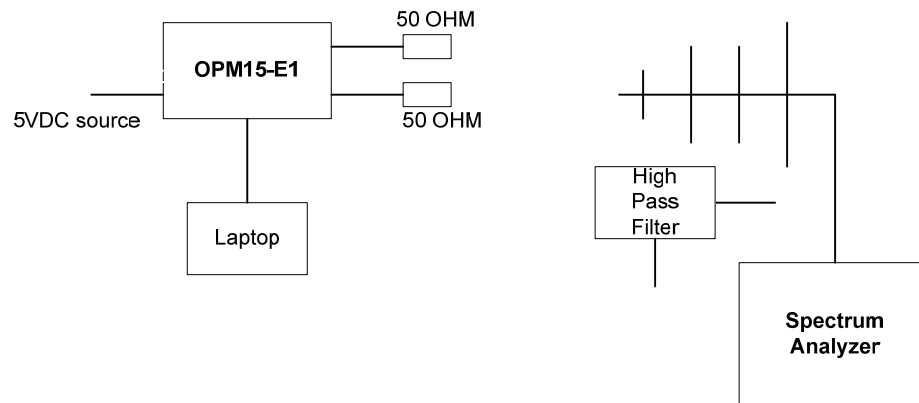 50 OHM
OPM15-E1
5VDC source
50 OHM
Laptop
High
Pass
Filter
Spectrum
Analyzer